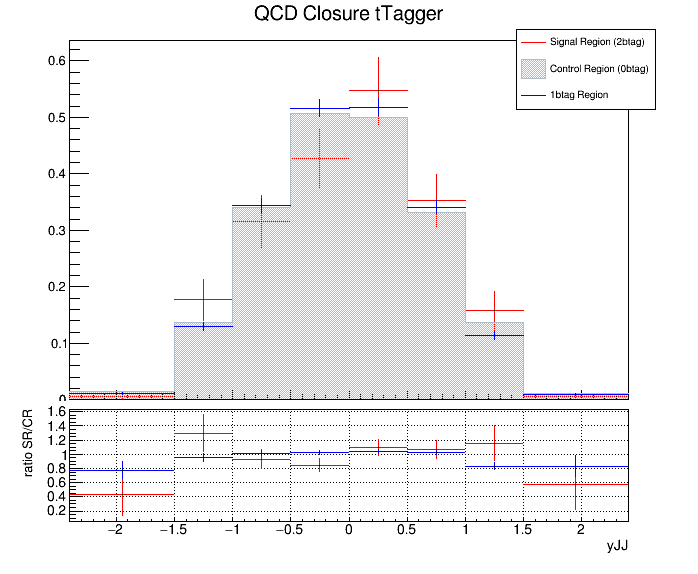 QCD Closure tTagger
Signal Region (2btag)
Control Region (0btag)
1btag Region
0.6
0.5
0.4
0.3
0.2
0.1
0
1.6
1.4
1.2
1
0.8
0.6
0.4
0.2
ratio SR/CR
−2 −1.5 −1 −0.5 0 0.5 1 1.5 2
yJJ